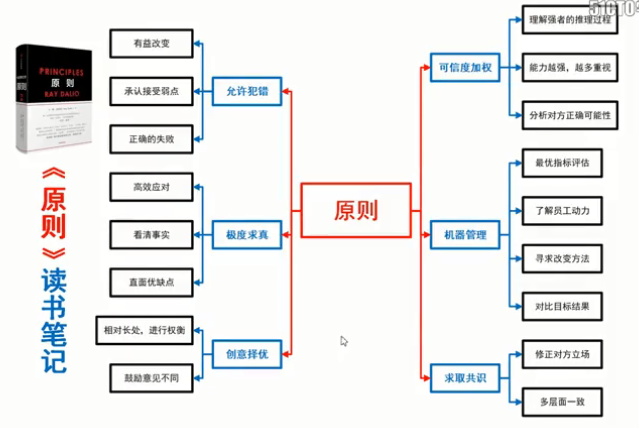 51CTO
PRINCIPLES
原则
RAY DALIO
《原则》读书笔记
有益改变
承认接受弱点
正确的失败
允许犯错
高效应对
看清事实
直面优缺点
极度求真
相对长处,进行权衡
鼓励意见不同
创意择优
原则
可信度加权
理解强者的推理过程
能力越强,越多重视
分析对方正确可能性
机器管理
最优指标评估
了解员工动力
寻求改变方法
对比目标结果
求取共识
修正对方立场
多层面一致